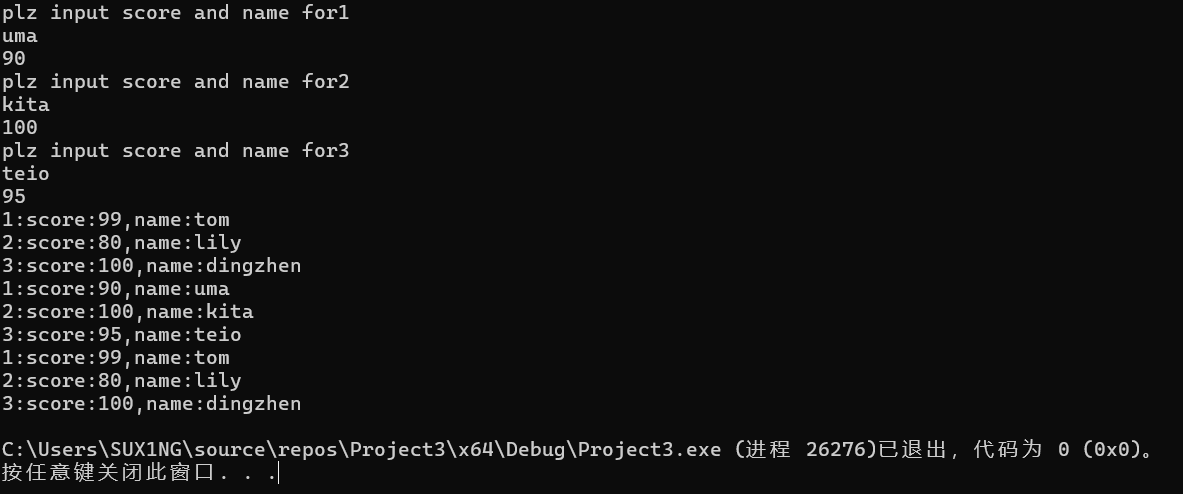 plz input score and name for1
uma
90
plz input score and name for2
kita
100
plz input score and name for3
teio
95
1:score:99,name:tom
2:score:80,name:lily
3:score:100,name:dingzhen
1:score:90,name:uma
2:score:100,name:kita
3:score:95,name:teio
1:score:99,name:tom
2:score:80,name:lily
3:score:100,name:dingzhen
C:\Users\SUX1NG\source\repos\Project3\x64\Debug\Project3.exe (进程 26276)已退出，代码为 0 (0x0)。
按任意键关闭此窗口. . .